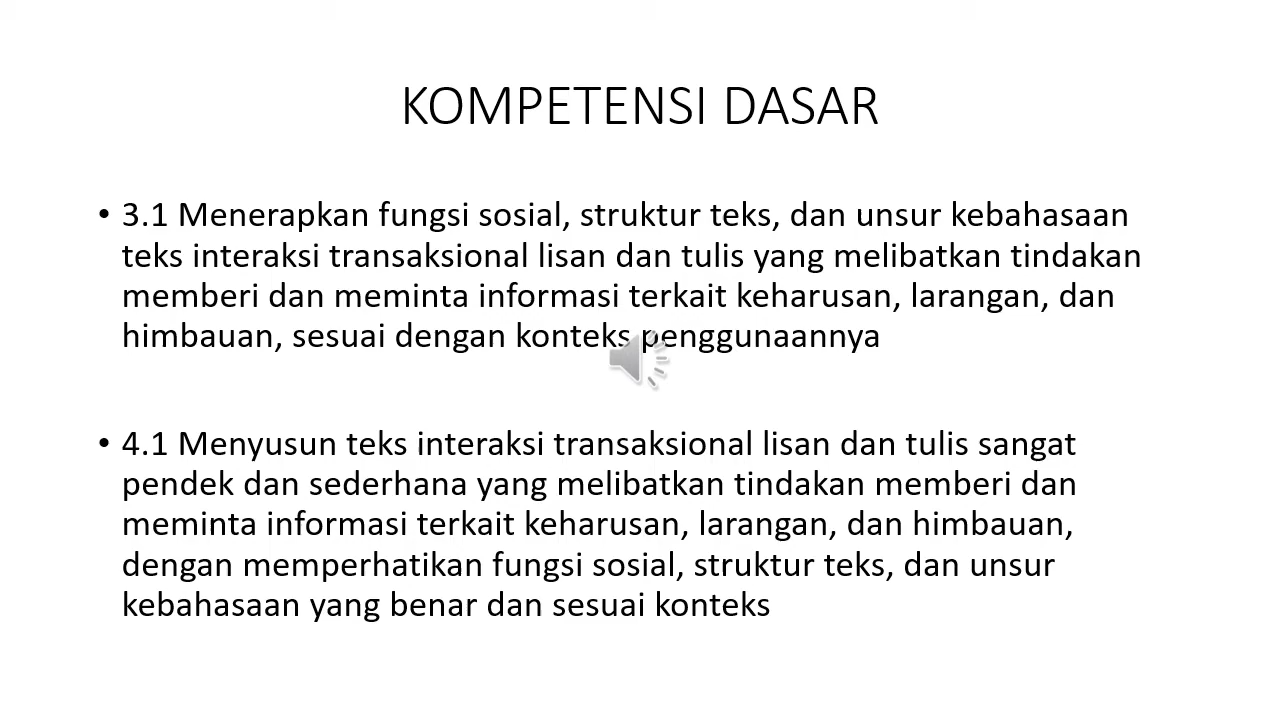 KOMPETENSI DASAR
• 3.1 Menerapkan fungsi sosial, struktur teks, dan unsur kebahasaan
teks interaksi transaksional lisan dan tulis yang melibatkan tindakan
memberi dan meminta informasi terkait keharusan, larangan, dan
himbauan, sesuai dengan konteks penggunaannya
• 4.1 Menyusun teks interaksi transaksional lisan dan tulis sangat
pendek dan sederhana yang melibatkan tindakan memberi dan
meminta informasi terkait keharusan, larangan, dan himbauan,
dengan memperhatikan fungsi sosial, struktur teks, dan unsur
kebahasaan yang benar dan sesuai konteks